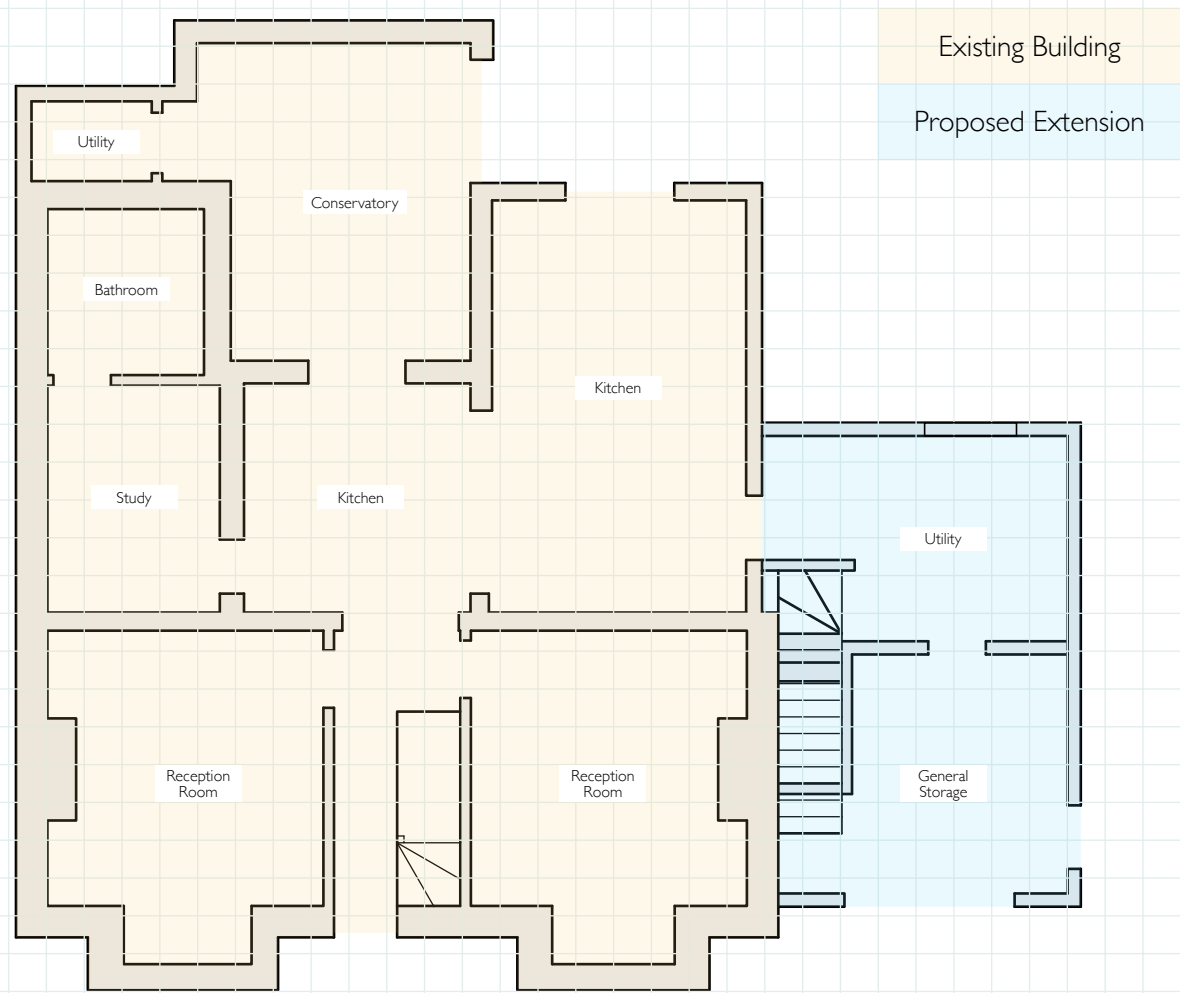 Existing Building
Proposed Extension
Utility
Conservatory
Bathroom
Kitchen
Study
Kitchen
Utility
Reception
Room
Reception
Room
General
Storage